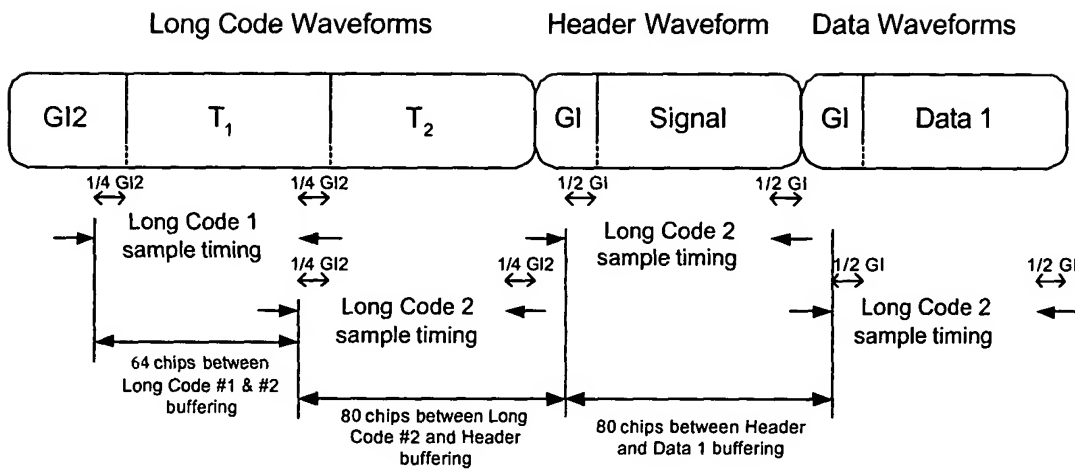 Long Code Waveforms Header Waveform Data Waveforms
GI2 T₁ T₂ GI Signal GI Data 1
1/4 GI2 1/4 GI2 1/2 GI 1/2 GI
Long Code 1
sample timing
Long Code 2
sample timing
1/4 GI2 1/4 GI2 1/2 GI 1/2 GI
Long Code 2
sample timing
Long Code 2
sample timing
64 chips between
Long Code #1 & #2
buffering
80 chips between Long
Code #2 and Header
buffering
80 chips between Header
and Data 1 buffering